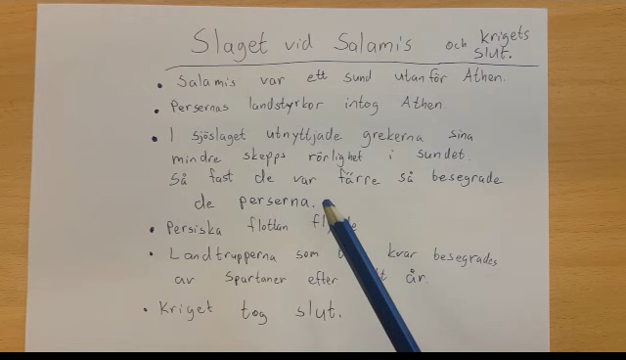 Slaget vid Salamis och krigets
slut.
• Salamis var ett sund utanför Athen.
• Persernas landstyrkor intog Athen
• I sjöslaget utnyttjade grekerna sina
mindre skepps rörlighet i sundet.
Så fast de var färre så besegrade
de perserna.
• Persiska flottan
• Landtrupperna som kvar besegrades
av Spartaner efter år.
• Kriget tog slut.